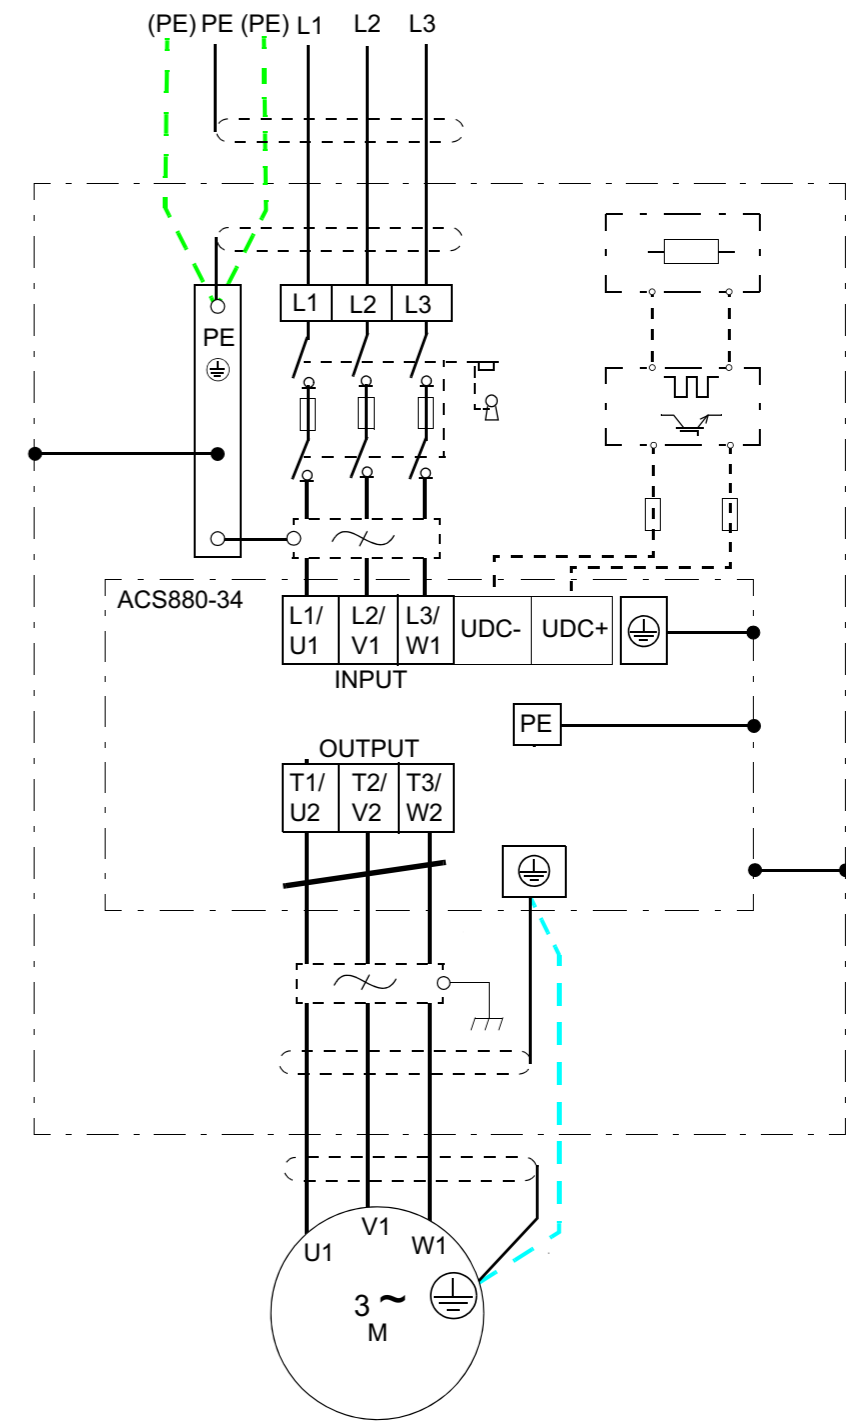 (PE) PE (PE) L1 L2 L3
L1 L2 L3
PE
ACS880-34
L1/ L2/ L3/
U1 V1 W1
UDC- UDC+
INPUT
PE
OUTPUT
T1/ T2/ T3/
U2 V2 W2
U1 V1 W1
3 ~
M